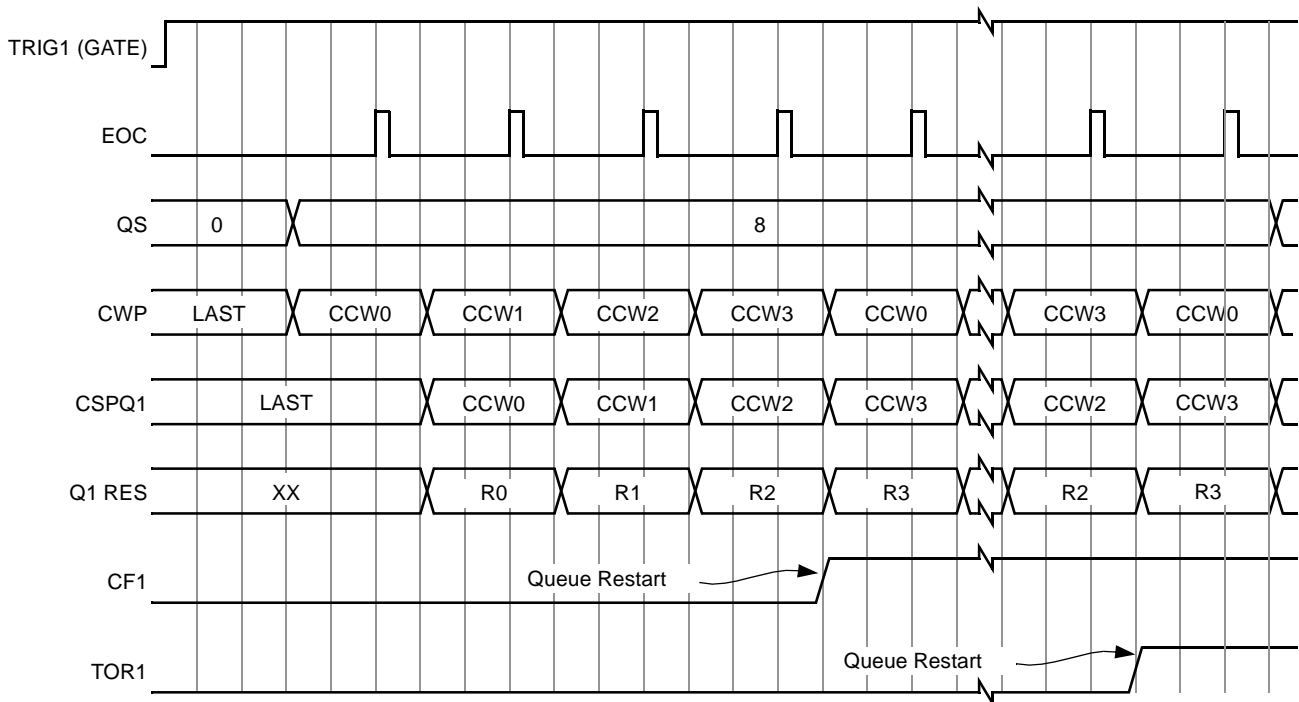 TRIG1 (GATE)
EOC
QS 0 8
CWP LAST CCW0 CCW1 CCW2 CCW3 CCW0 CCW3 CCW0
CSPQ1 LAST CCW0 CCW1 CCW2 CCW3 CCW2 CCW3
Q1 RES XX R0 R1 R2 R3 R2 R3
CF1 Queue Restart
TOR1 Queue Restart